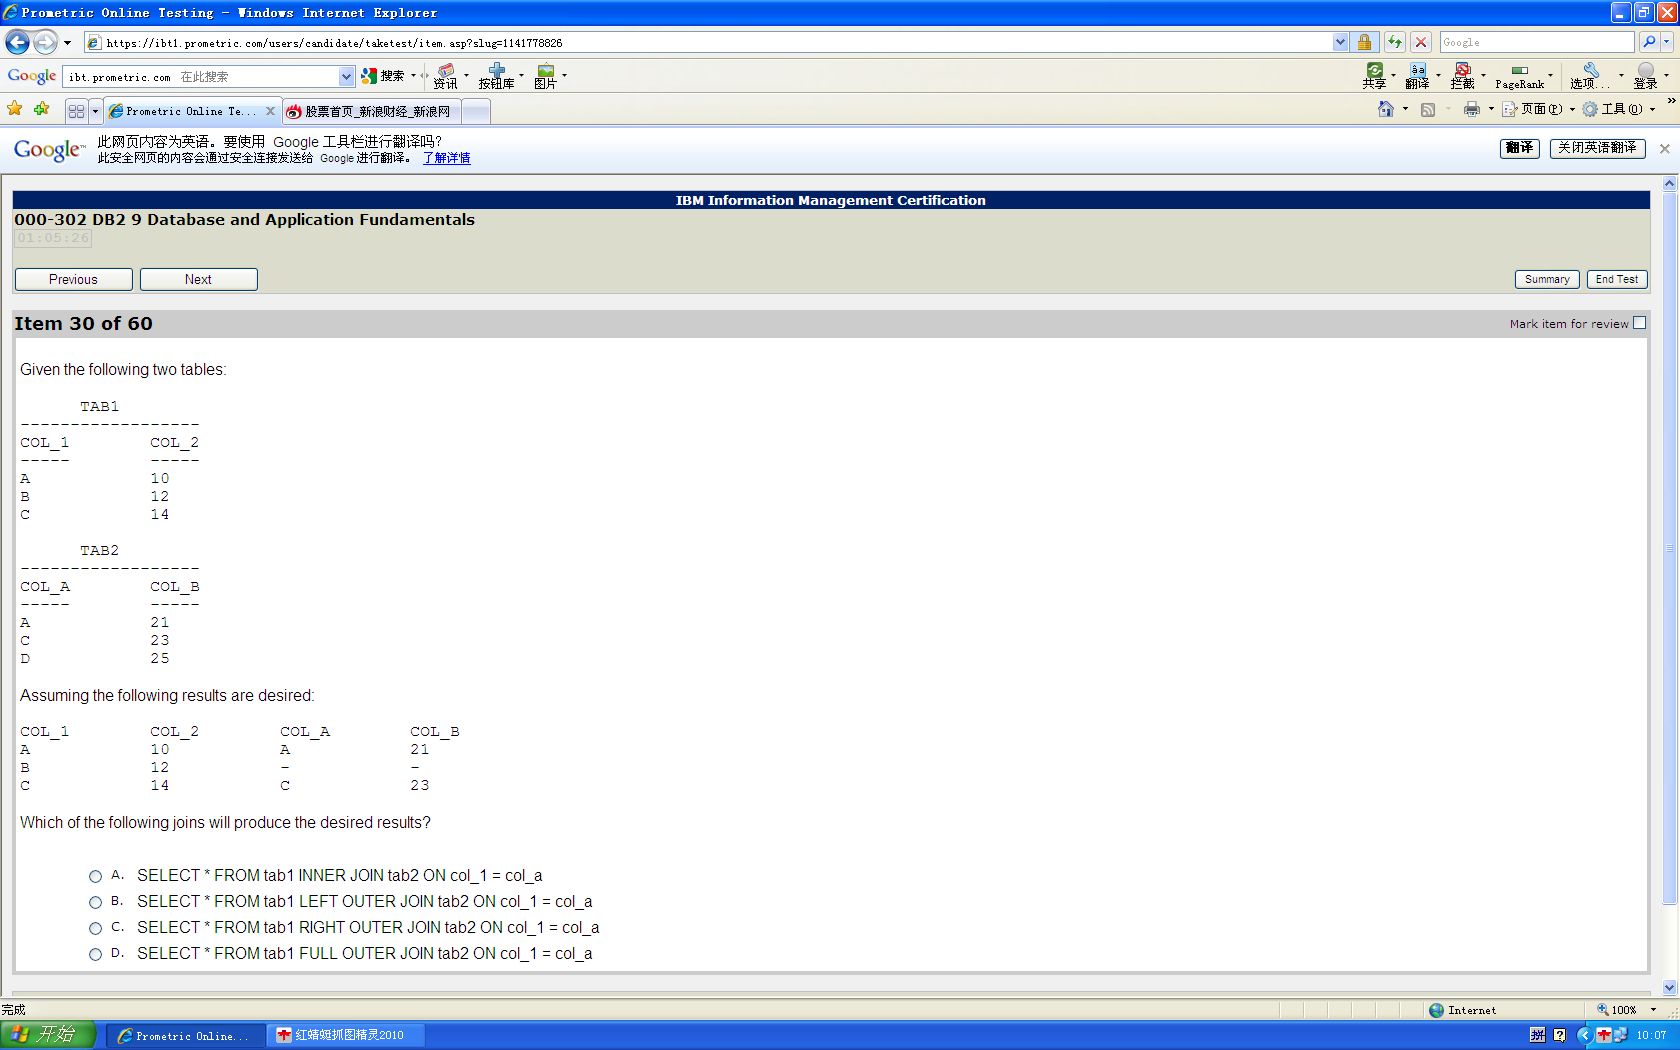 Prometric Online Testing - Windows Internet Explorer
https://ibt1.prometric.com/users/candidate/taketest/item.asp?slug=1141778826
Google
Google ibt.prometric.com 在此搜索 搜索 资讯 按钮库 图片 共享 翻译 拦截 PageRank 选项... 登录
Prometric Online Te... 股票首页_新浪财经_新浪网 页面(P) 工具(O) »
Google™ 此网页内容为英语。要使用 Google 工具栏进行翻译吗?
此安全网页的内容会通过安全连接发送给 Google 进行翻译。 了解详情
翻译 关闭英语翻译
IBM Information Management Certification
000-302 DB2 9 Database and Application Fundamentals
01:05:26
Previous Next Summary End Test
Item 30 of 60 Mark item for review
Given the following two tables:
TAB1
------------------
COL_1 COL_2
----- -----
A 10
B 12
C 14
TAB2
------------------
COL_A COL_B
----- -----
A 21
C 23
D 25
Assuming the following results are desired:
COL_1 COL_2 COL_A COL_B
A 10 A 21
B 12 - -
C 14 C 23
Which of the following joins will produce the desired results?
A. SELECT * FROM tab1 INNER JOIN tab2 ON col_1 = col_a
B. SELECT * FROM tab1 LEFT OUTER JOIN tab2 ON col_1 = col_a
C. SELECT * FROM tab1 RIGHT OUTER JOIN tab2 ON col_1 = col_a
D. SELECT * FROM tab1 FULL OUTER JOIN tab2 ON col_1 = col_a
完成 Internet 100%
开始 Prometric Online... 红蜻蜓抓图精灵2010 拼 10:07